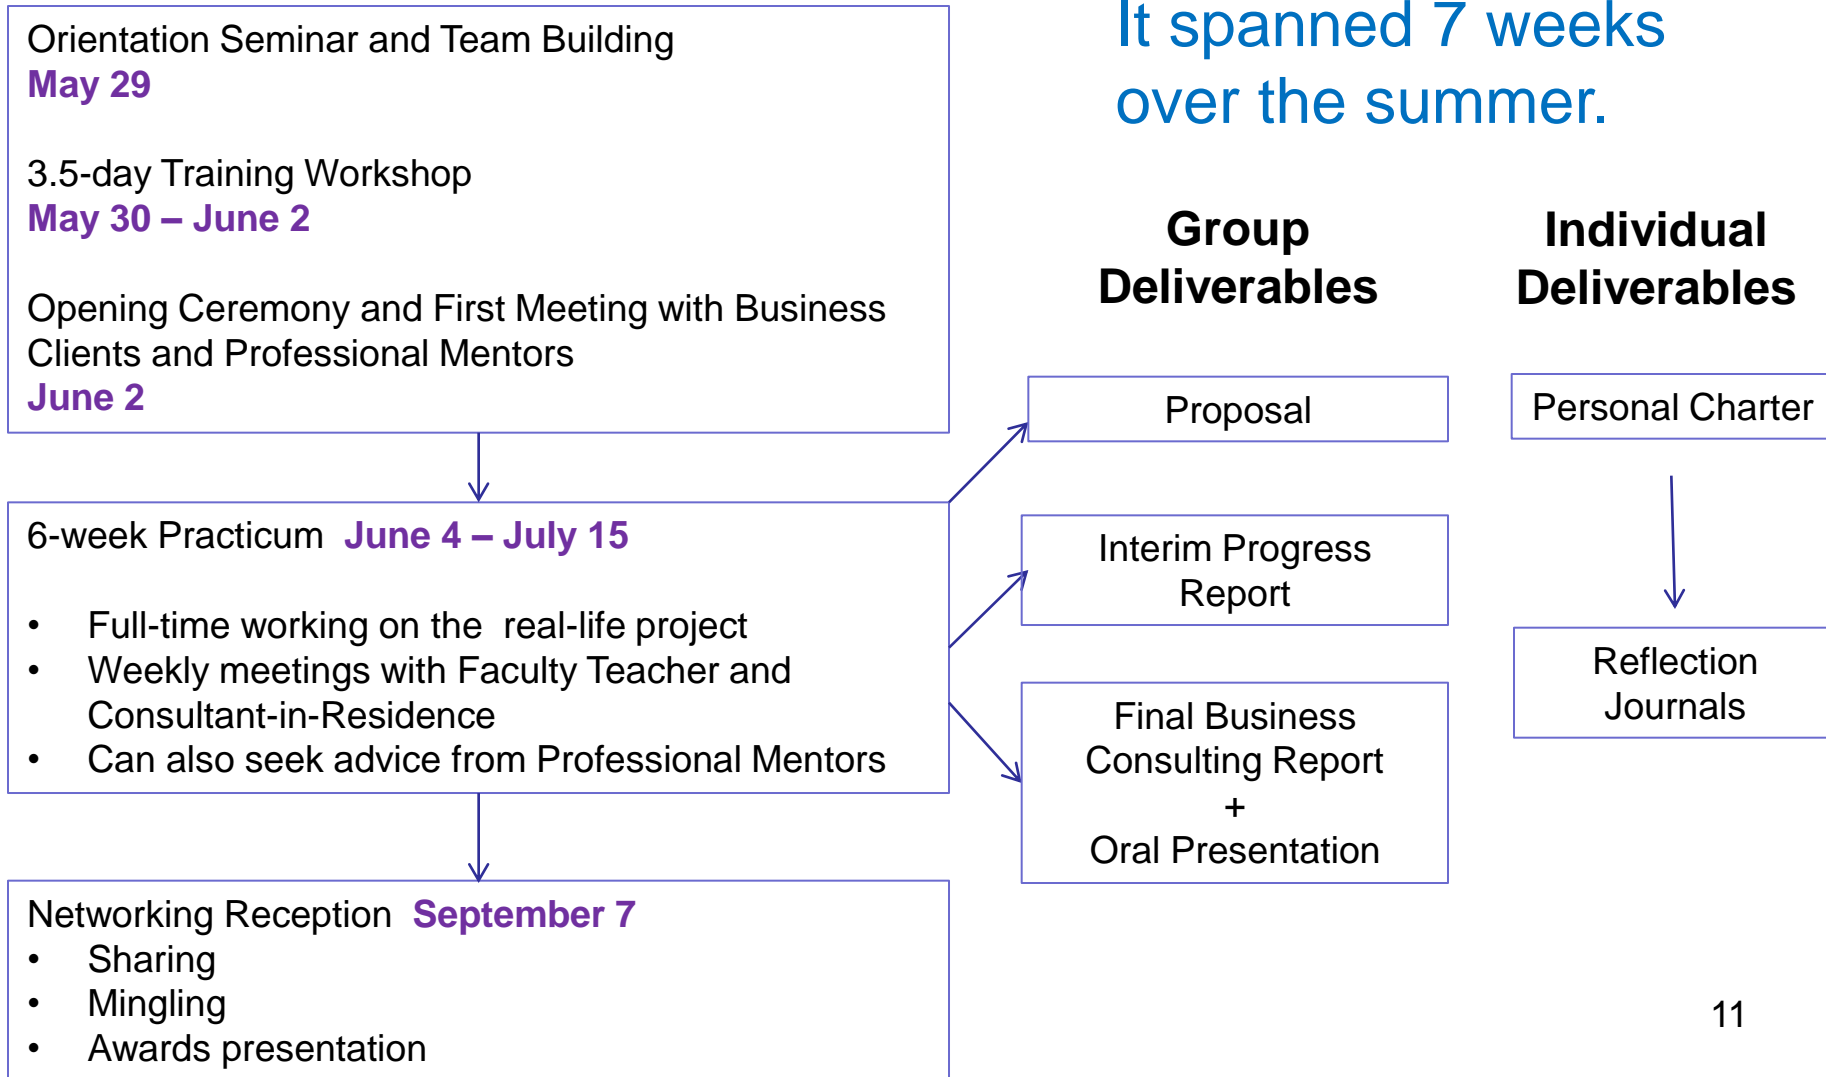 It spanned 7 weeks
over the summer.
Orientation Seminar and Team Building
May 29
3.5-day Training Workshop
May 30 – June 2
Opening Ceremony and First Meeting with Business
Clients and Professional Mentors
June 2
6-week Practicum June 4 – July 15
• Full-time working on the real-life project
• Weekly meetings with Faculty Teacher and
Consultant-in-Residence
• Can also seek advice from Professional Mentors
Networking Reception September 7
• Sharing
• Mingling
• Awards presentation
Group
Deliverables
Proposal
Interim Progress
Report
Final Business
Consulting Report
+
Oral Presentation
Individual
Deliverables
Personal Charter
Reflection
Journals
11